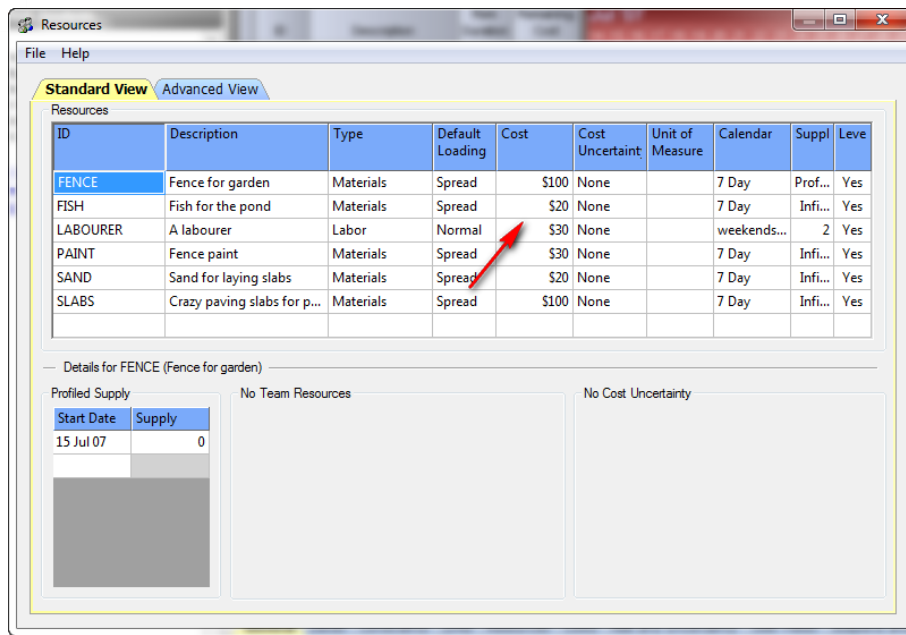 Resources
File Help
Standard View Advanced View
Resources
ID Description Type Default Loading Cost Cost Uncertaint Unit of Measure Calendar Suppl Leve
FENCE Fence for garden Materials Spread $100 None 7 Day Prof... Yes
FISH Fish for the pond Materials Spread $20 None 7 Day Infi... Yes
LABOURER A labourer Labor Normal $30 None weekends... 2 Yes
PAINT Fence paint Materials Spread $30 None 7 Day Infi... Yes
SAND Sand for laying slabs Materials Spread $20 None 7 Day Infi... Yes
SLABS Crazy paving slabs for p... Materials Spread $100 None 7 Day Infi... Yes
Details for FENCE (Fence for garden)
Profiled Supply No Team Resources No Cost Uncertainty
Start Date Supply
15 Jul 07 0